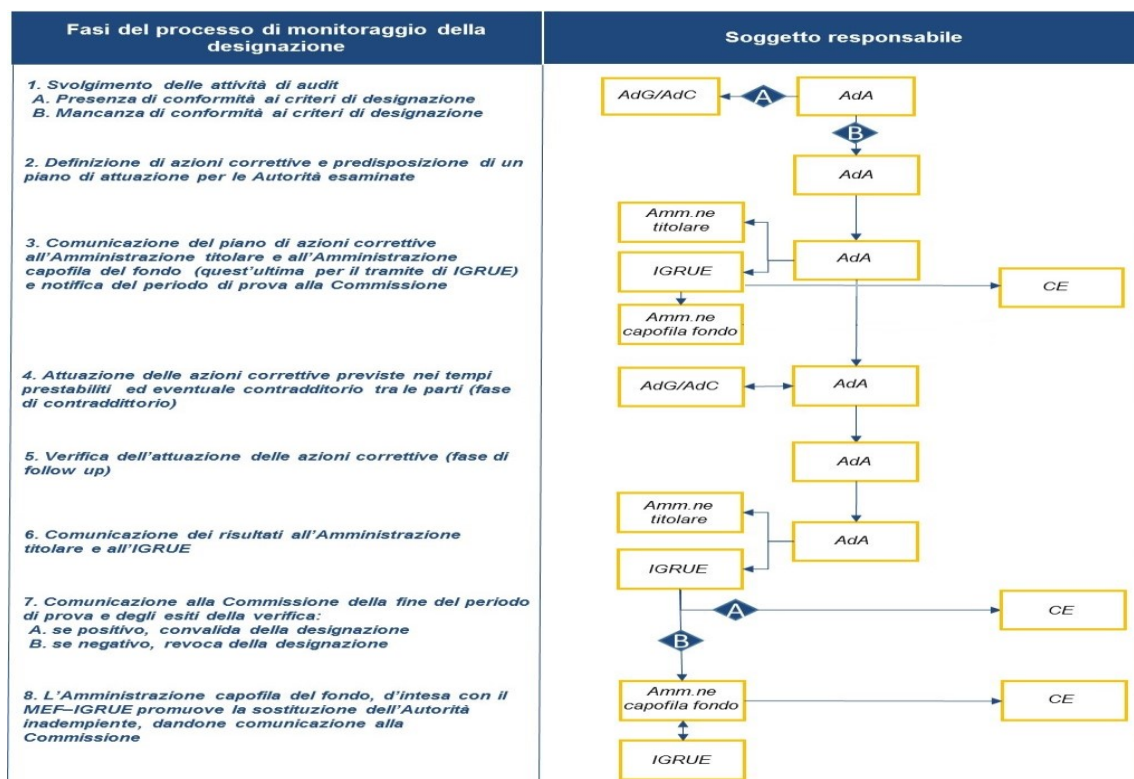 Fasi del processo di monitoraggio della
designazione
Soggetto responsabile
1. Svolgimento delle attività di audit
A. Presenza di conformità ai criteri di designazione
B. Mancanza di conformità ai criteri di designazione
AdG/AdC
A
AdA
B
2. Definizione di azioni correttive e predisposizione di un
piano di attuazione per le Autorità esaminate
AdA
3. Comunicazione del piano di azioni correttive
all'Amministrazione titolare e all'Amministrazione
capofila del fondo (quest'ultima per il tramite di IGRUE)
e notifica del periodo di prova alla Commissione
Amm.ne
titolare
AdA
IGRUE
CE
Amm.ne
capofila fondo
4. Attuazione delle azioni correttive previste nei tempi
prestabiliti ed eventuale contradditorio tra le parti (fase
di contraddittorio)
AdG/AdC
AdA
5. Verifica dell'attuazione delle azioni correttive (fase di
follow up)
AdA
6. Comunicazione dei risultati all'Amministrazione
titolare e all'IGRUE
Amm.ne
titolare
AdA
IGRUE
7. Comunicazione alla Commissione della fine del periodo
di prova e degli esiti della verifica:
A. se positivo, convalida della designazione
B. se negativo, revoca della designazione
A
CE
B
8. L'Amministrazione capofila del fondo, d'intesa con il
MEF–IGRUE promuove la sostituzione dell'Autorità
inadempiente, dandone comunicazione alla
Commissione
Amm.ne
capofila fondo
CE
IGRUE